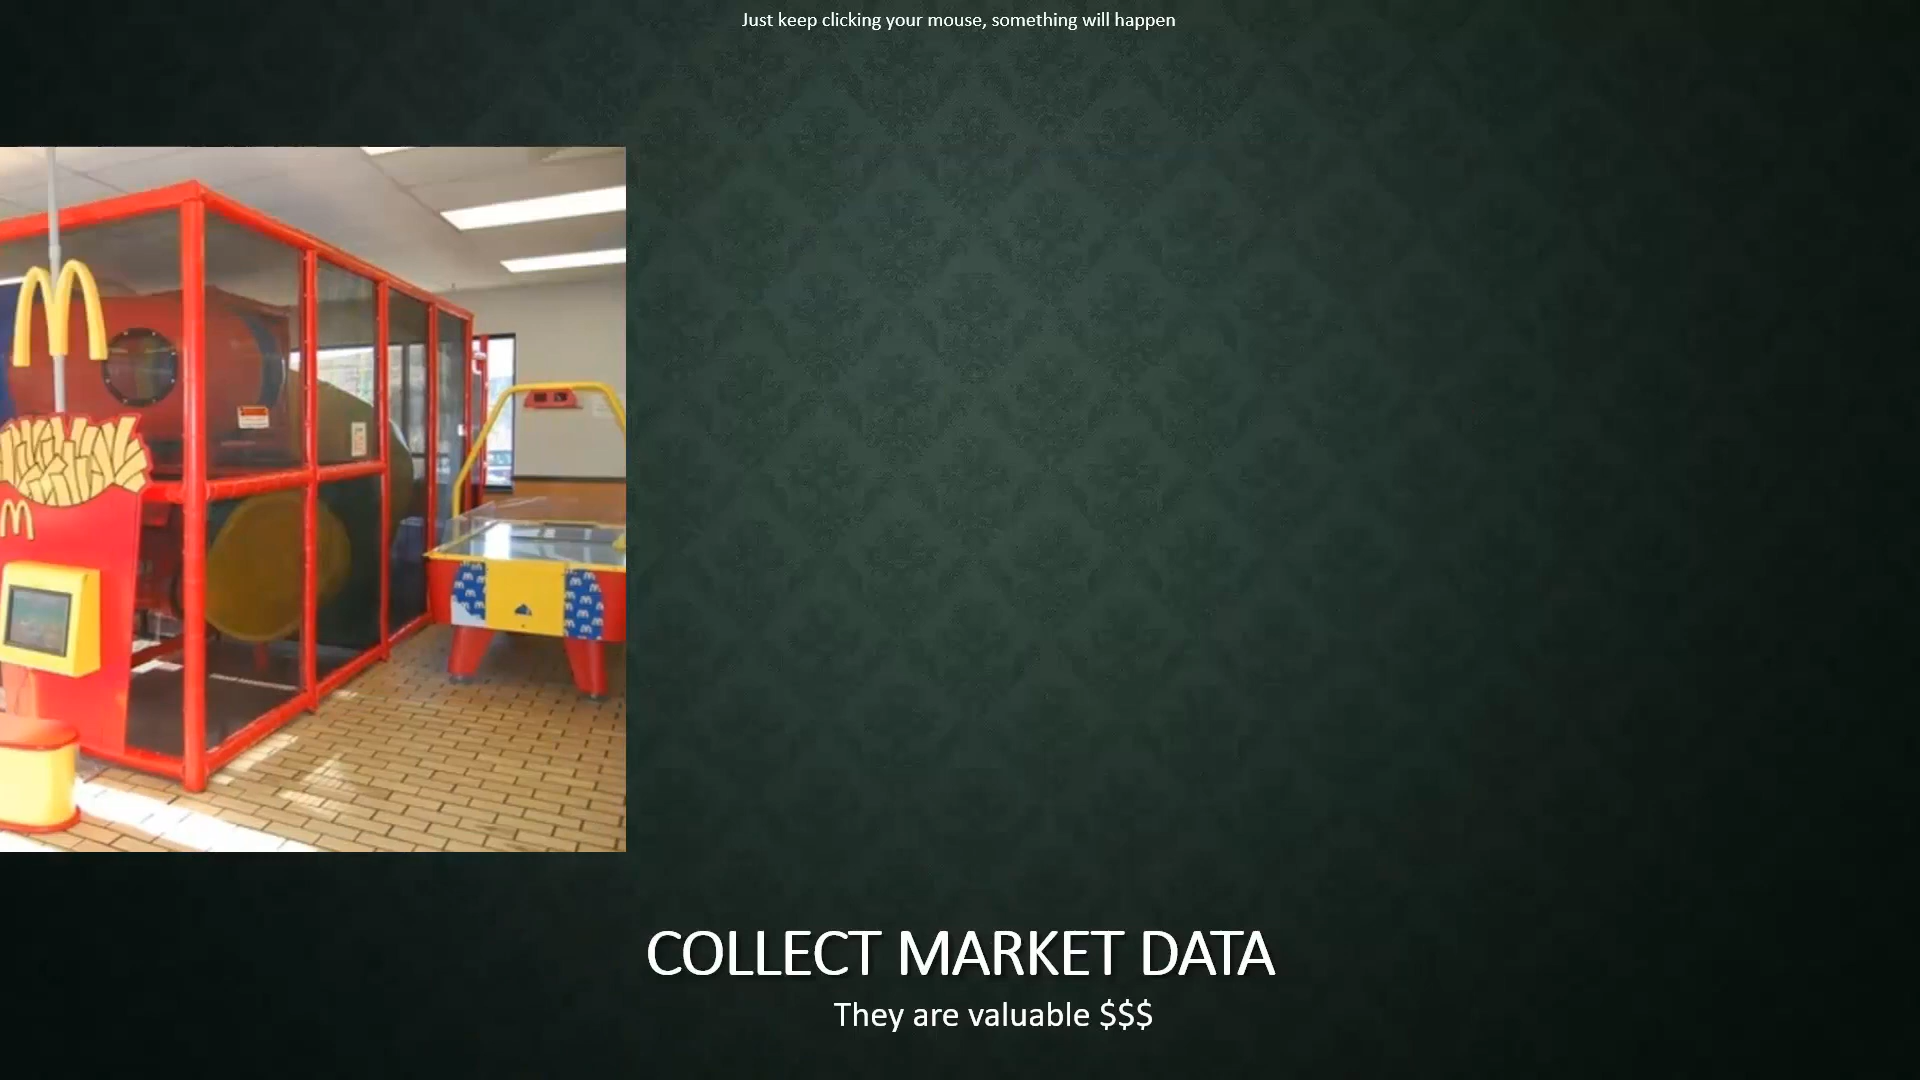 Just keep clicking your mouse, something will happen
COLLECT MARKET DATA
They are valuable $$$